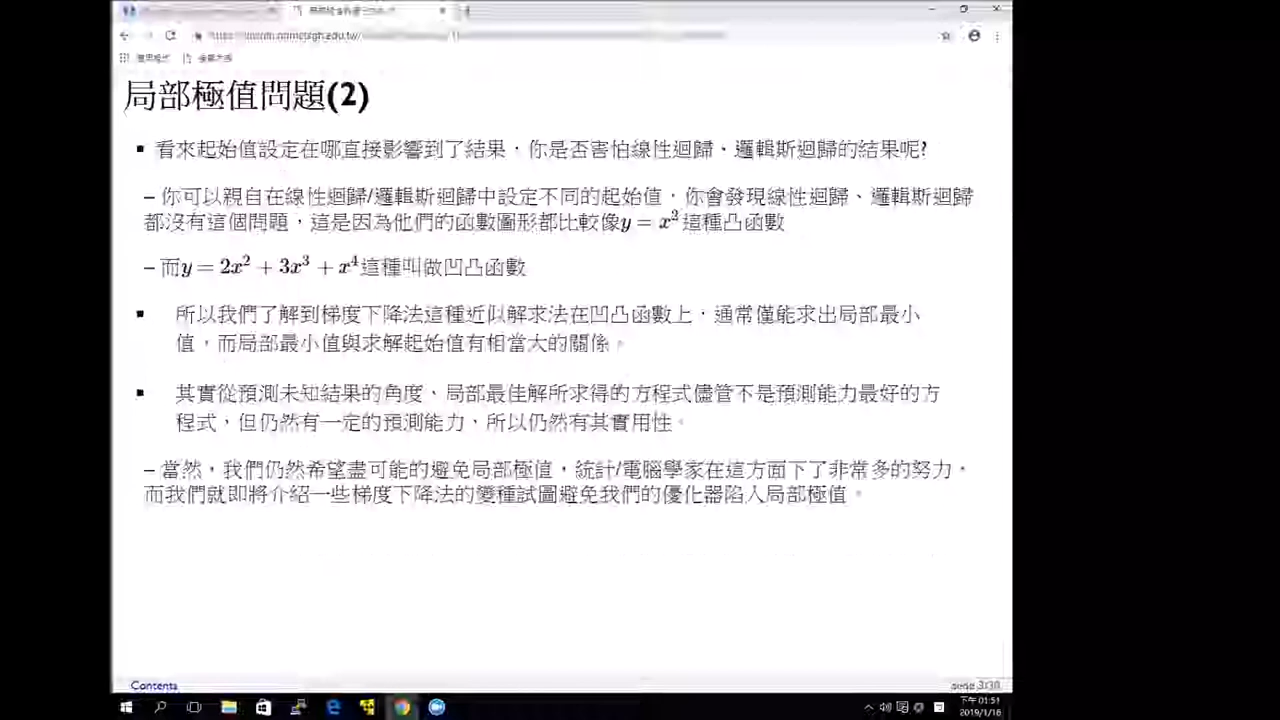 局部極值問題(2)
▪ 看來起始值設定在哪直接影響到了結果,你是否害怕線性迴歸、邏輯斯迴歸的結果呢?
– 你可以親自在線性迴歸/邏輯斯迴歸中設定不同的起始值,你會發現線性迴歸、邏輯斯迴歸
都沒有這個問題,這是因為他們的函數圖形都比較像y = x²這種凸函數
– 而y = 2x² + 3x³ + x⁴這種叫做凹凸函數
▪ 所以我們了解到梯度下降法這種近似解求法在凹凸函數上,通常僅能求出局部最小
值,而局部最小值與求解起始值有相當大的關係。
▪ 其實從預測未知結果的角度,局部最佳解所求得的方程式儘管不是預測能力最好的方
程式,但仍然有一定的預測能力,所以仍然有其實用性。
– 當然,我們仍然希望盡可能的避免局部極值,統計/電腦學家在這方面下了非常多的努力,
而我們就即將介紹一些梯度下降法的變種試圖避免我們的優化器陷入局部極值。
Contents
下午 01:51
2019/1/16